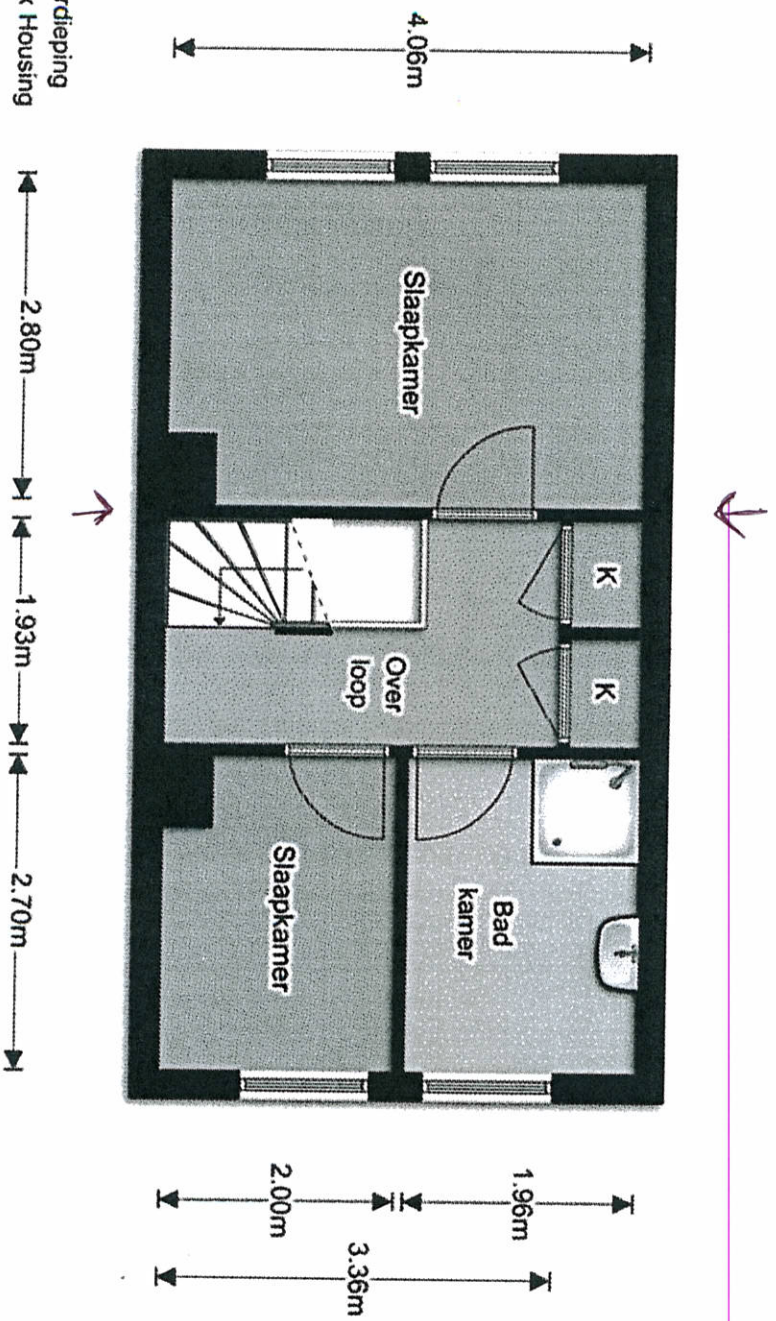 4.06m
Slaapkamer
K
K
Over
loop
Bad
kamer
Slaapkamer
1.96m
2.00m
3.36m
2.80m
1.93m
2.70m
Housing